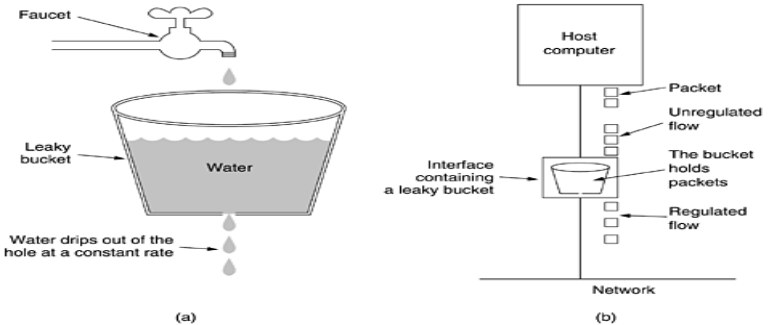 Faucet
Leaky
bucket
Water
Water drips out of the
hole at a constant rate
(a)
Host
computer
Packet
Unregulated
flow
Interface
containing
a leaky bucket
The bucket
holds
packets
Regulated
flow
Network
(b)